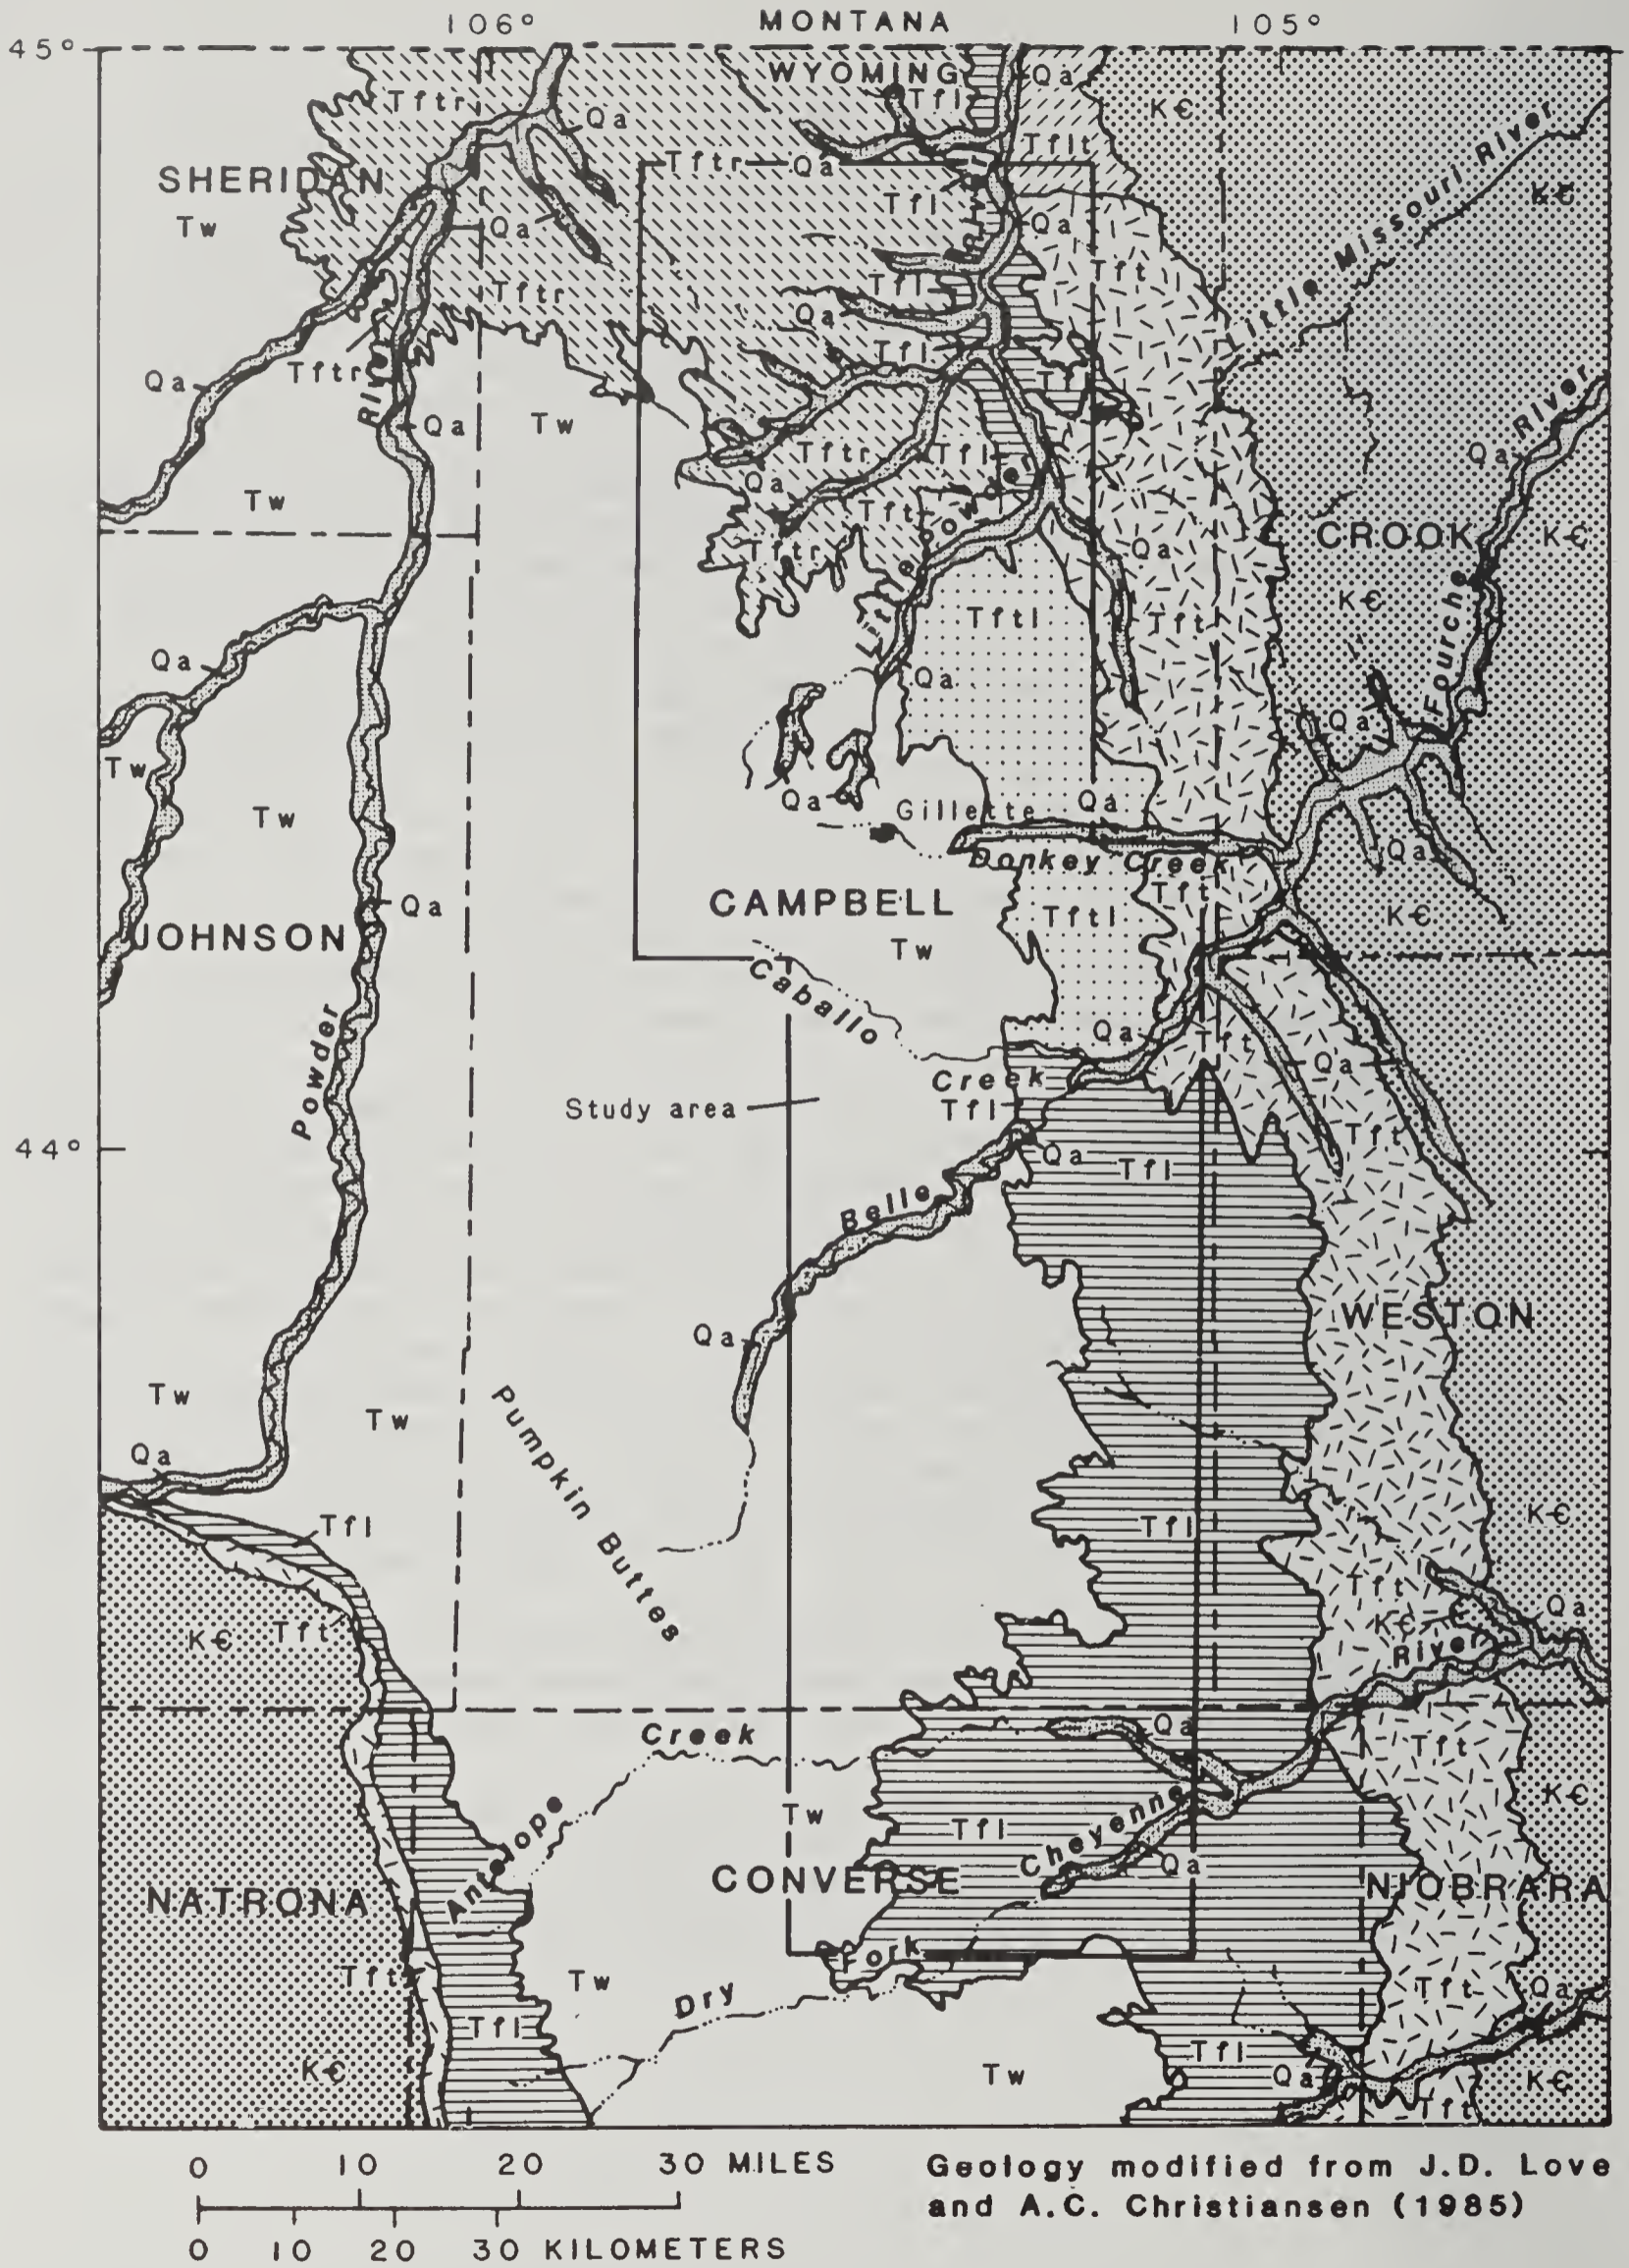 106° MONTANA 105°
45°
WYOMING Qa
Tftr Tfl K€
Qa
Tflt
Tftr Qa
SHERIDAN
Tfl K€
Tw Qa Qa
River
Tft
Tftr Tfl
Qa
Little Missouri River
Tftr Tfl
Qa Tfl
River
Qa Tw
River
Tftr Tfl Qa
Tw Qa
Little Powder
Tftr
CROOK K€
Tftr Qa
K€
Tftl Tft
Fourche
Qa
Qa
Qa
Tw
Qa Gillette Qa
Tw
Donkey Creek Qa
Tft
Qa CAMPBELL Tftl K€
JOHNSON Tw
Caballo
Powder
Qa Tft
Qa
Creek
Study area Tfl
44° Qa Tft
Tfl
Belle
WESTON
Qa
Tw Tw
Pumpkin Buttes
Qa
Tfl Tfl K€
Tft
Qa
K€ Tft K€
River
Creek Qa
Tft
Tw K€
Tfl
Antelope Cheyenne
Qa
CONVERSE
NATRONA NIOBRARA
Fork
Tft Tw Tft Qa
Dry
Tfl
Tfl
K€ Tw Qa K€
Tft
0 10 20 30 MILES
0 10 20 30 KILOMETERS
Geology modified from J.D. Love
and A.C. Christiansen (1985)